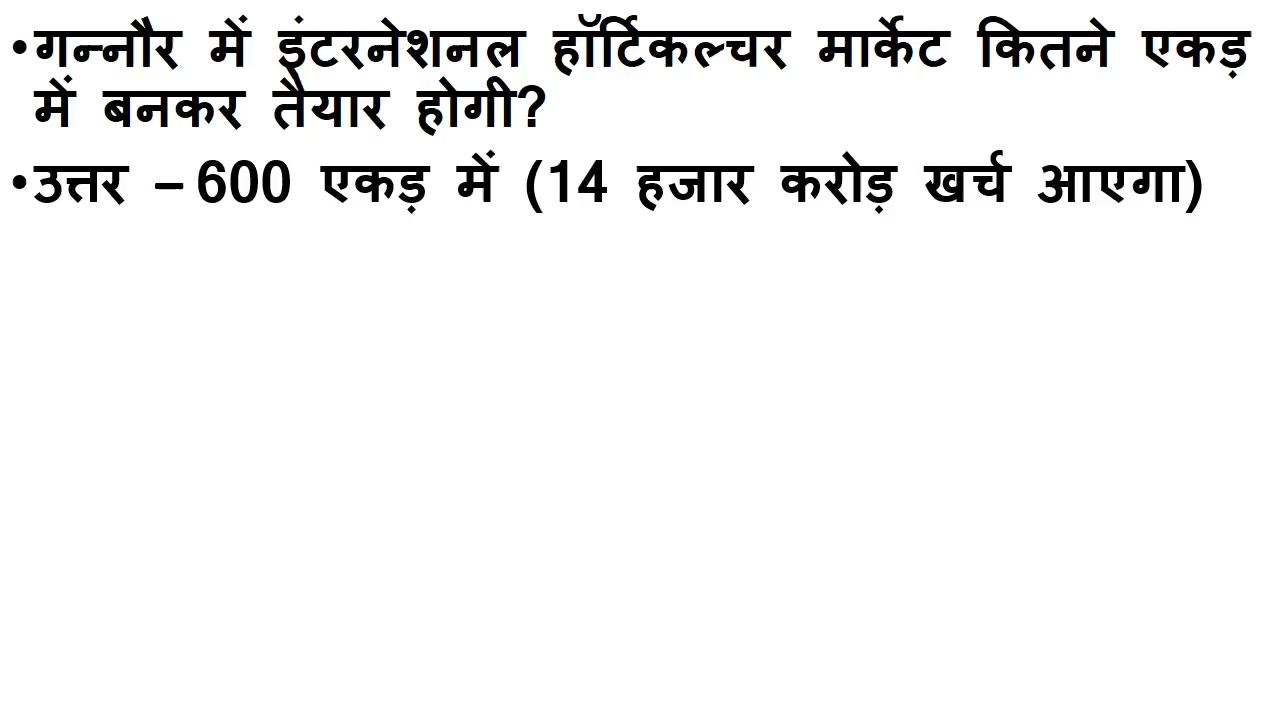 •गन्नौर में इंटरनेशनल हॉर्टिकल्चर मार्केट कितने एकड़
में बनकर तैयार होगी?
•उत्तर – 600 एकड़ में (14 हजार करोड़ खर्च आएगा)